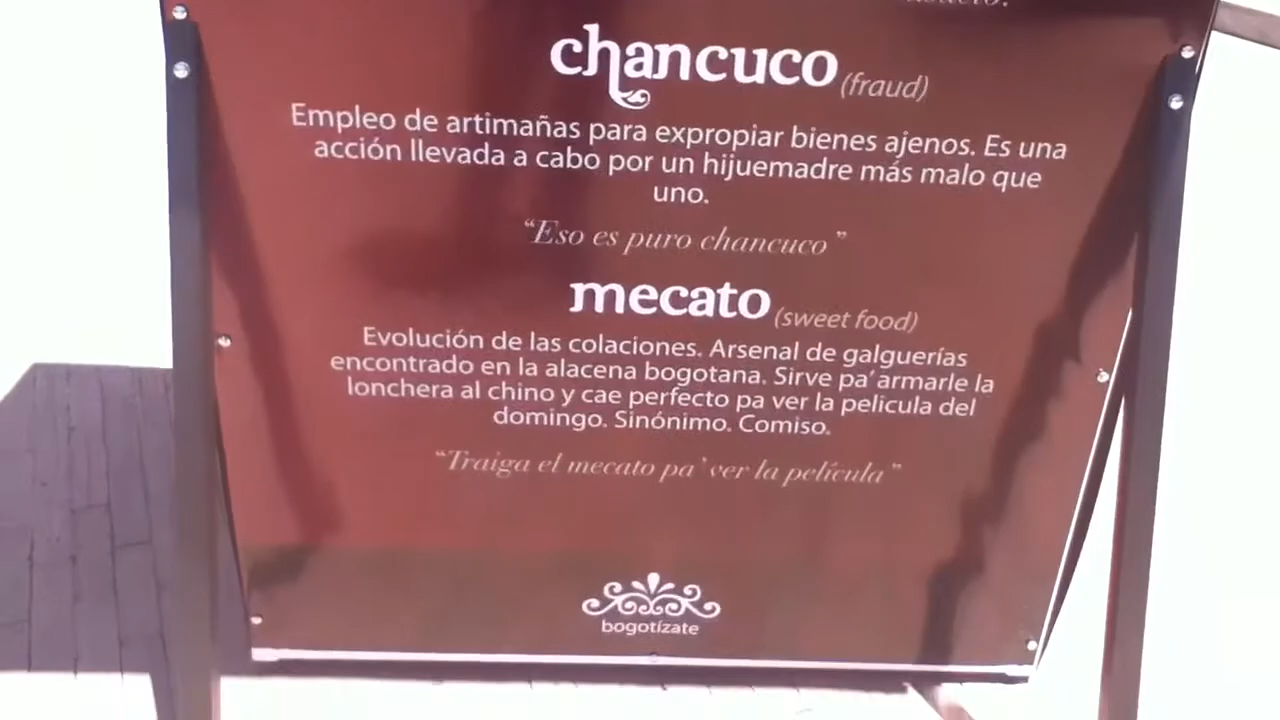 chancuco (fraud)
Empleo de artimañas para expropiar bienes ajenos. Es una
acción llevada a cabo por un hijuemadre más malo que
uno.
“Eso es puro chancuco”
mecato (sweet food)
Evolución de las colaciones. Arsenal de galguerías
encontrado en la alacena bogotana. Sirve pa’ armarle la
lonchera al chino y cae perfecto pa ver la pelicula del
domingo. Sinónimo. Comiso.
“Traiga el mecato pa’ ver la película”
bogotízate